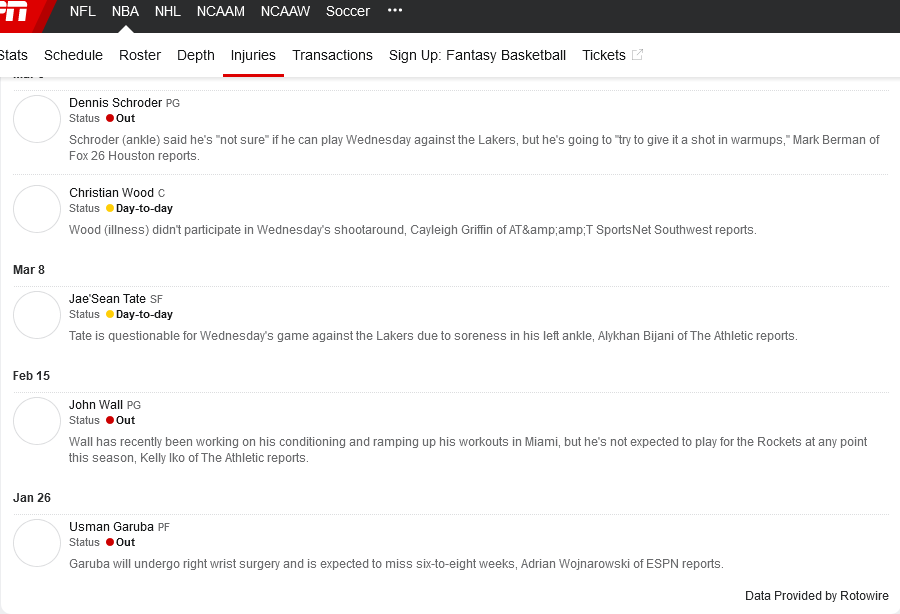 NFL NBA NHL NCAAM NCAAW Soccer •••
Stats Schedule Roster Depth Injuries Transactions Sign Up: Fantasy Basketball Tickets
Dennis Schroder PG
Status Out
Schroder (ankle) said he's "not sure" if he can play Wednesday against the Lakers, but he's going to "try to give it a shot in warmups," Mark Berman of
Fox 26 Houston reports.
Christian Wood C
Status Day-to-day
Wood (illness) didn't participate in Wednesday's shootaround, Cayleigh Griffin of AT&amp;amp;T SportsNet Southwest reports.
Mar 8
Jae'Sean Tate SF
Status Day-to-day
Tate is questionable for Wednesday's game against the Lakers due to soreness in his left ankle, Alykhan Bijani of The Athletic reports.
Feb 15
John Wall PG
Status Out
Wall has recently been working on his conditioning and ramping up his workouts in Miami, but he's not expected to play for the Rockets at any point
this season, Kelly Iko of The Athletic reports.
Jan 26
Usman Garuba PF
Status Out
Garuba will undergo right wrist surgery and is expected to miss six-to-eight weeks, Adrian Wojnarowski of ESPN reports.
Data Provided by Rotowire